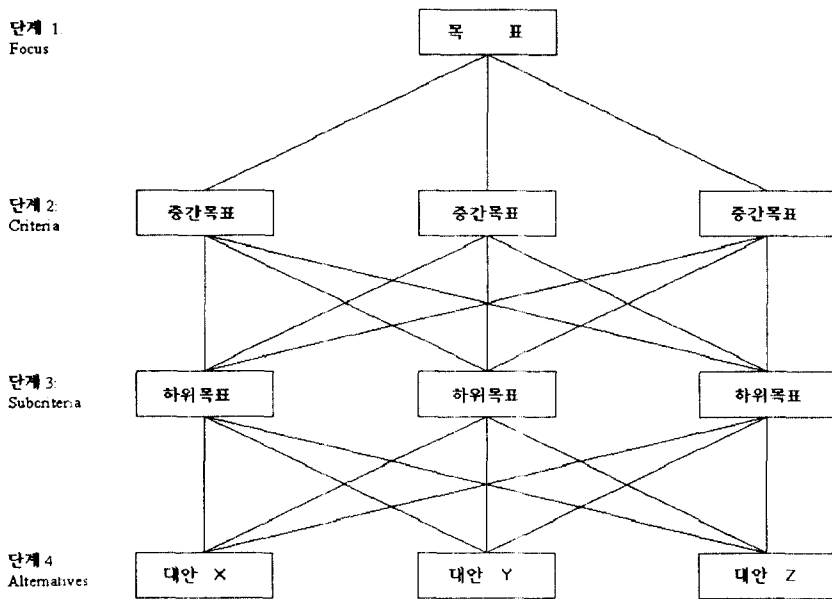 단계 1.
Focus
목 표
단계 2:
Criteria
중간목표 중간목표 중간목표
단계 3:
Subcriteria
하위목표 하위목표 하위목표
단계 4
Alternatives
대안 X 대안 Y 대안 Z